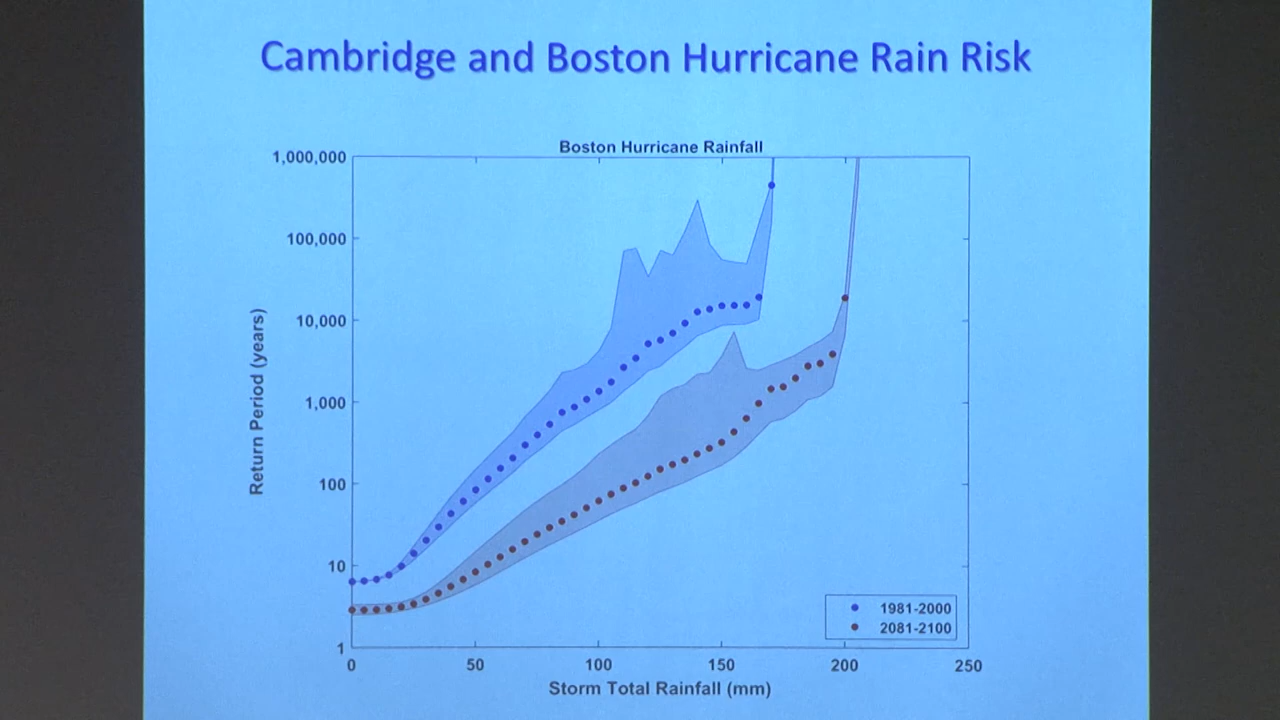 Cambridge and Boston Hurricane Rain Risk
Boston Hurricane Rainfall
1,000,000
100,000
10,000
1,000
100
10
1
Return Period (years)
0 50 100 150 200 250
Storm Total Rainfall (mm)
1981-2000
2081-2100